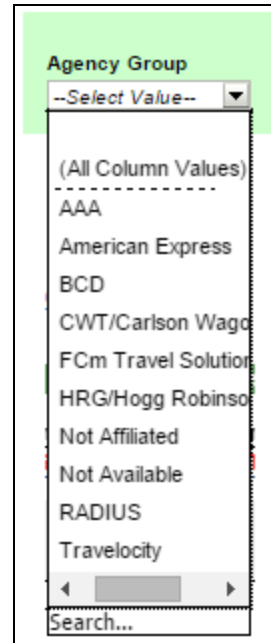 Agency Group
--Select Value--
(All Column Values)
AAA
American Express
BCD
CWT/Carlson Wago
FCm Travel Solution
HRG/Hogg Robinso
Not Affiliated
Not Available
RADIUS
Travelocity
Search...